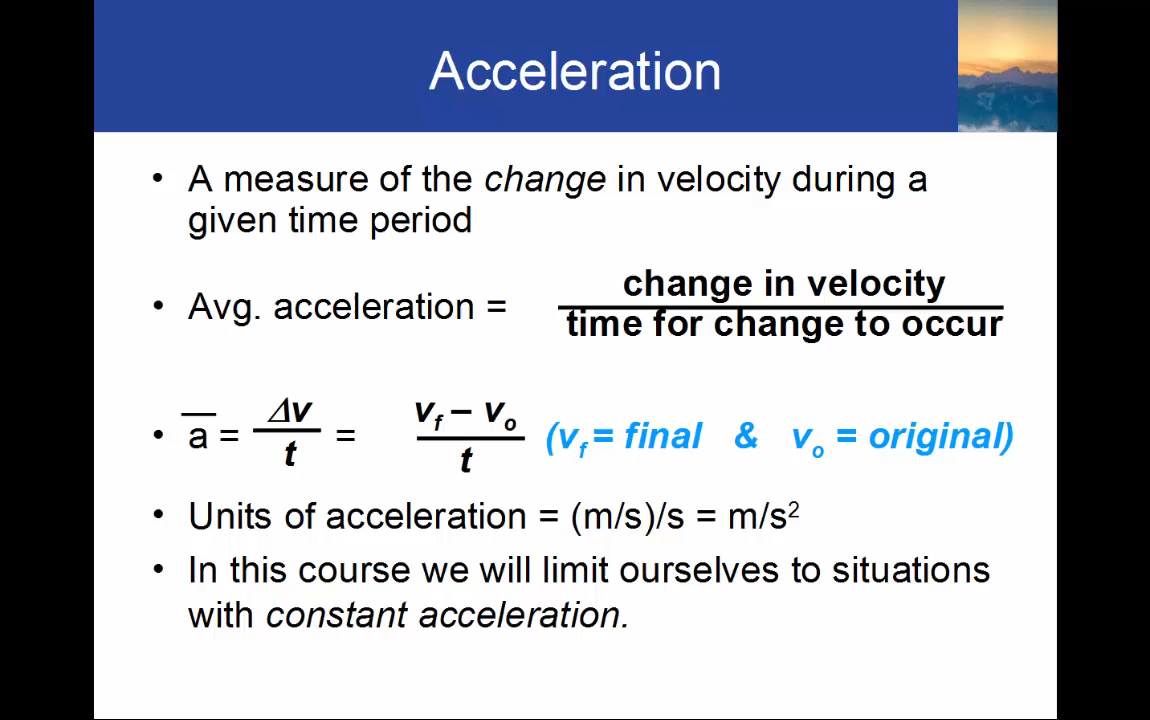 Acceleration
• A measure of the change in velocity during a
given time period
• Avg. acceleration = change in velocity / time for change to occur
• a̅ = Δv / t = vf – vo / t (vf = final & vo = original)
• Units of acceleration = (m/s)/s = m/s²
• In this course we will limit ourselves to situations
with constant acceleration.